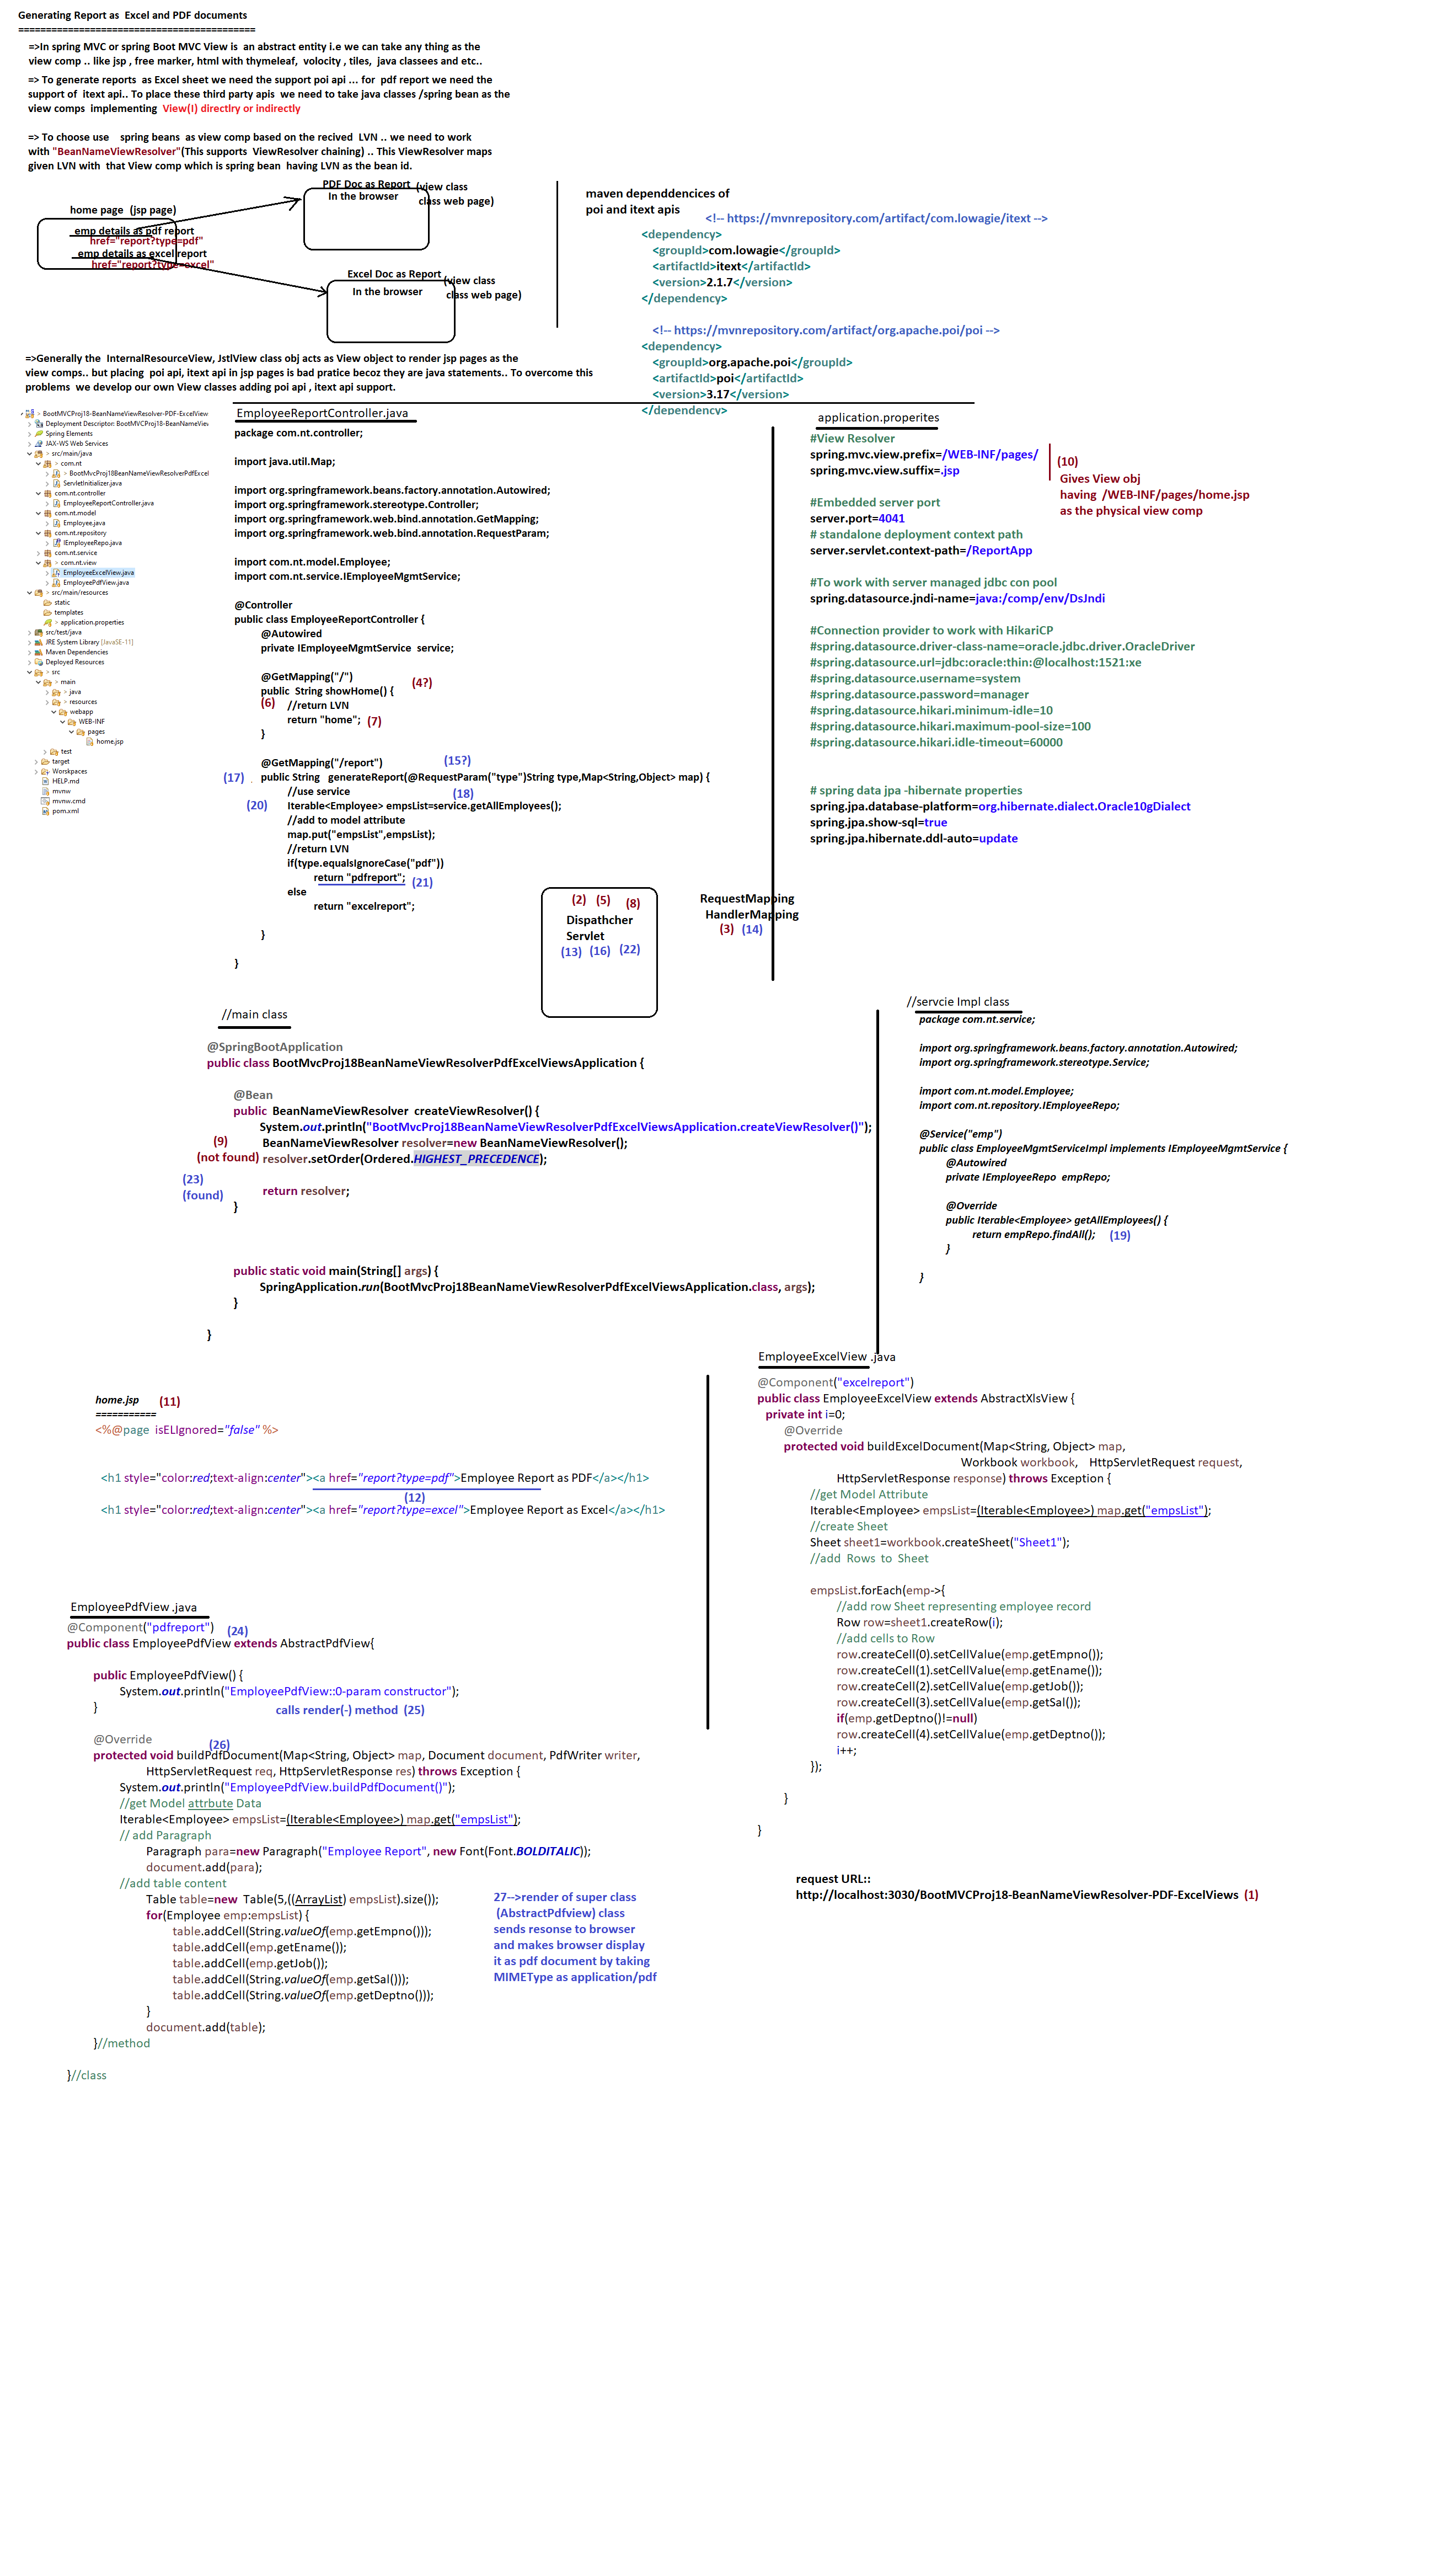 Generating Report as  Excel and PDF documents
===========================================
=>In spring MVC or spring Boot MVC View is  an abstract entity i.e we can take any thing as the
view comp .. like jsp , free marker, html with thymeleaf,  volocity , tiles,  java classees and etc..
=> To generate reports  as Excel sheet we need the support poi api ... for  pdf report we need the
support of  itext api.. To place these third party apis  we need to take java classes /spring bean as the
view comps  implementing  View(I) directlry or indirectly
=> To choose use    spring beans  as view comp based on the recived  LVN .. we need to work
with "BeanNameViewResolver"(This supports  ViewResolver chaining) .. This ViewResolver maps
given LVN with  that View comp which is spring bean  having LVN as the bean id.
home page  (jsp page)
emp details as pdf report
href="report?type=pdf"
emp details as excel report
href="report?type=excel"
PDF Doc as Report  (view class
In the browser      class web page)
Excel Doc as Report  (view class
In the browser      class web page)
maven dependdencices of
poi and itext apis
<!-- https://mvnrepository.com/artifact/com.lowagie/itext -->
<dependency>
<groupId>com.lowagie</groupId>
<artifactId>itext</artifactId>
<version>2.1.7</version>
</dependency>
<!-- https://mvnrepository.com/artifact/org.apache.poi/poi -->
<dependency>
<groupId>org.apache.poi</groupId>
<artifactId>poi</artifactId>
<version>3.17</version>
</dependency>
=>Generally the  InternalResourceView, JstlView class obj acts as View object to render jsp pages as the
view comps.. but placing  poi api, itext api in jsp pages is bad pratice becoz they are java statements.. To overcome this
problems  we develop our own View classes adding poi api , itext api support.
> BootMVCProj18-BeanNameViewResolver-PDF-ExcelView
Deployment Descriptor: BootMVCProj18-BeanNameView
Spring Elements
JAX-WS Web Services
> src/main/java
> com.nt
> BootMvcProj18BeanNameViewResolverPdfExcel
ServletInitializer.java
com.nt.controller
EmployeeReportController.java
com.nt.model
Employee.java
com.nt.repository
IEmployeeRepo.java
com.nt.service
> com.nt.view
EmployeeExcelView.java
EmployeePdfView.java
> src/main/resources
static
templates
> application.properties
src/test/java
JRE System Library [JavaSE-11]
Maven Dependencies
Deployed Resources
> src
> main
> java
> resources
webapp
WEB-INF
pages
home.jsp
test
target
Worskpaces
HELP.md
mvnw
mvnw.cmd
pom.xml
EmployeeReportController.java
package com.nt.controller;
import java.util.Map;
import org.springframework.beans.factory.annotation.Autowired;
import org.springframework.stereotype.Controller;
import org.springframework.web.bind.annotation.GetMapping;
import org.springframework.web.bind.annotation.RequestParam;
import com.nt.model.Employee;
import com.nt.service.IEmployeeMgmtService;
@Controller
public class EmployeeReportController {
@Autowired
private IEmployeeMgmtService  service;
@GetMapping("/")
public  String showHome() {  (4?)
(6)  //return LVN
return "home";  (7)
}
@GetMapping("/report")  (15?)
(17) public String   generateReport(@RequestParam("type")String type,Map<String,Object> map) {
//use service  (18)
(20) Iterable<Employee> empsList=service.getAllEmployees();
//add to model attribute
map.put("empsList",empsList);
//return LVN
if(type.equalsIgnoreCase("pdf"))
return "pdfreport";  (21)
else
return "excelreport";
}
}
(2)  (5)  (8)
Dispathcher
Servlet
(13)  (16)  (22)
RequestMapping
HandlerMapping
(3)  (14)
application.properites
#View Resolver
spring.mvc.view.prefix=/WEB-INF/pages/
spring.mvc.view.suffix=.jsp
(10)
Gives View obj
having  /WEB-INF/pages/home.jsp
as the physical view comp
#Embedded server port
server.port=4041
# standalone deployment context path
server.servlet.context-path=/ReportApp
#To work with server managed jdbc con pool
spring.datasource.jndi-name=java:/comp/env/DsJndi
#Connection provider to work with HikariCP
#spring.datasource.driver-class-name=oracle.jdbc.driver.OracleDriver
#spring.datasource.url=jdbc:oracle:thin:@localhost:1521:xe
#spring.datasource.username=system
#spring.datasource.password=manager
#spring.datasource.hikari.minimum-idle=10
#spring.datasource.hikari.maximum-pool-size=100
#spring.datasource.hikari.idle-timeout=60000
# spring data jpa -hibernate properties
spring.jpa.database-platform=org.hibernate.dialect.Oracle10gDialect
spring.jpa.show-sql=true
spring.jpa.hibernate.ddl-auto=update
//main class
@SpringBootApplication
public class BootMvcProj18BeanNameViewResolverPdfExcelViewsApplication {
@Bean
public  BeanNameViewResolver  createViewResolver() {
System.out.println("BootMvcProj18BeanNameViewResolverPdfExcelViewsApplication.createViewResolver()");
(9)  BeanNameViewResolver resolver=new BeanNameViewResolver();
(not found) resolver.setOrder(Ordered.HIGHEST_PRECEDENCE);
(23)
(found)
return resolver;
}
public static void main(String[] args) {
SpringApplication.run(BootMvcProj18BeanNameViewResolverPdfExcelViewsApplication.class, args);
}
}
//servcie Impl class
package com.nt.service;
import org.springframework.beans.factory.annotation.Autowired;
import org.springframework.stereotype.Service;
import com.nt.model.Employee;
import com.nt.repository.IEmployeeRepo;
@Service("emp")
public class EmployeeMgmtServiceImpl implements IEmployeeMgmtService {
@Autowired
private IEmployeeRepo  empRepo;
@Override
public Iterable<Employee> getAllEmployees() {
return empRepo.findAll();  (19)
}
}
home.jsp  (11)
===========
<%@page  isELIgnored="false" %>
<h1 style="color:red;text-align:center"><a href="report?type=pdf">Employee Report as PDF</a></h1>
(12)
<h1 style="color:red;text-align:center"><a href="report?type=excel">Employee Report as Excel</a></h1>
EmployeeExcelView .java
@Component("excelreport")
public class EmployeeExcelView extends AbstractXlsView {
private int i=0;
@Override
protected void buildExcelDocument(Map<String, Object> map,
Workbook workbook,   HttpServletRequest request,
HttpServletResponse response) throws Exception {
//get Model Attribute
Iterable<Employee> empsList=(Iterable<Employee>) map.get("empsList");
//create Sheet
Sheet sheet1=workbook.createSheet("Sheet1");
//add  Rows  to  Sheet
empsList.forEach(emp->{
//add row Sheet representing employee record
Row row=sheet1.createRow(i);
//add cells to Row
row.createCell(0).setCellValue(emp.getEmpno());
row.createCell(1).setCellValue(emp.getEname());
row.createCell(2).setCellValue(emp.getJob());
row.createCell(3).setCellValue(emp.getSal());
if(emp.getDeptno()!=null)
row.createCell(4).setCellValue(emp.getDeptno());
i++;
});
}
}
EmployeePdfView .java
@Component("pdfreport")  (24)
public class EmployeePdfView extends AbstractPdfView{
public EmployeePdfView() {
System.out.println("EmployeePdfView::0-param constructor");
}
calls render(-) method  (25)
@Override
(26)
protected void buildPdfDocument(Map<String, Object> map, Document document, PdfWriter writer,
HttpServletRequest req, HttpServletResponse res) throws Exception {
System.out.println("EmployeePdfView.buildPdfDocument()");
//get Model attrbute Data
Iterable<Employee> empsList=(Iterable<Employee>) map.get("empsList");
// add Paragraph
Paragraph para=new Paragraph("Employee Report", new Font(Font.BOLDITALIC));
document.add(para);
//add table content
Table table=new  Table(5,((ArrayList) empsList).size());
for(Employee emp:empsList) {
table.addCell(String.valueOf(emp.getEmpno()));
table.addCell(emp.getEname());
table.addCell(emp.getJob());
table.addCell(String.valueOf(emp.getSal()));
table.addCell(String.valueOf(emp.getDeptno()));
}
document.add(table);
}//method
}//class
27-->render of super class
(AbstractPdfview) class
sends resonse to browser
and makes browser display
it as pdf document by taking
MIMEType as application/pdf
request URL::
http://localhost:3030/BootMVCProj18-BeanNameViewResolver-PDF-ExcelViews  (1)